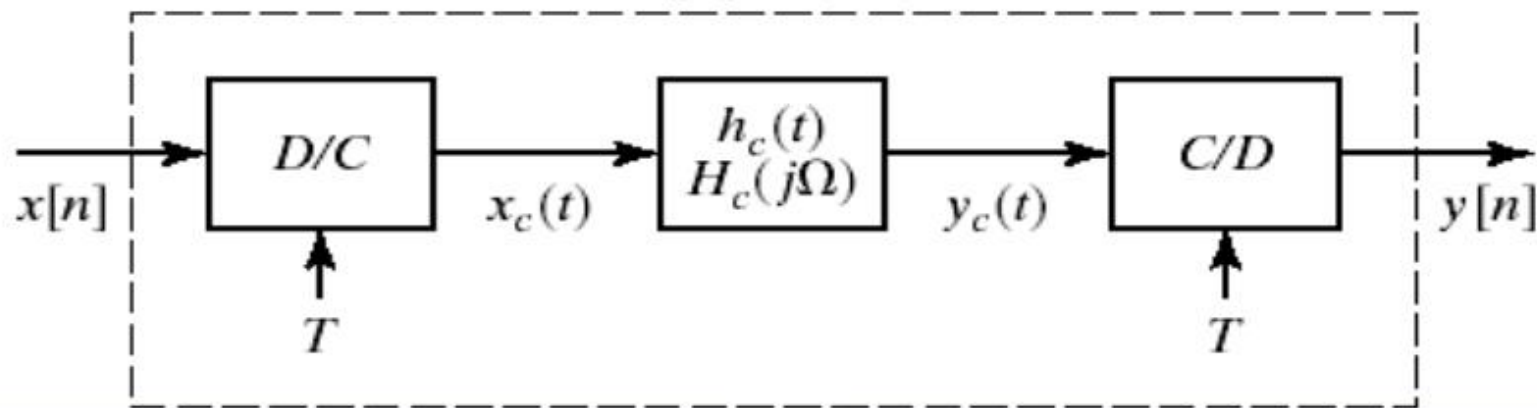 D/C
h_c(t)
H_c(jΩ)
C/D
x[n]
x_c(t)
y_c(t)
y[n]
T
T